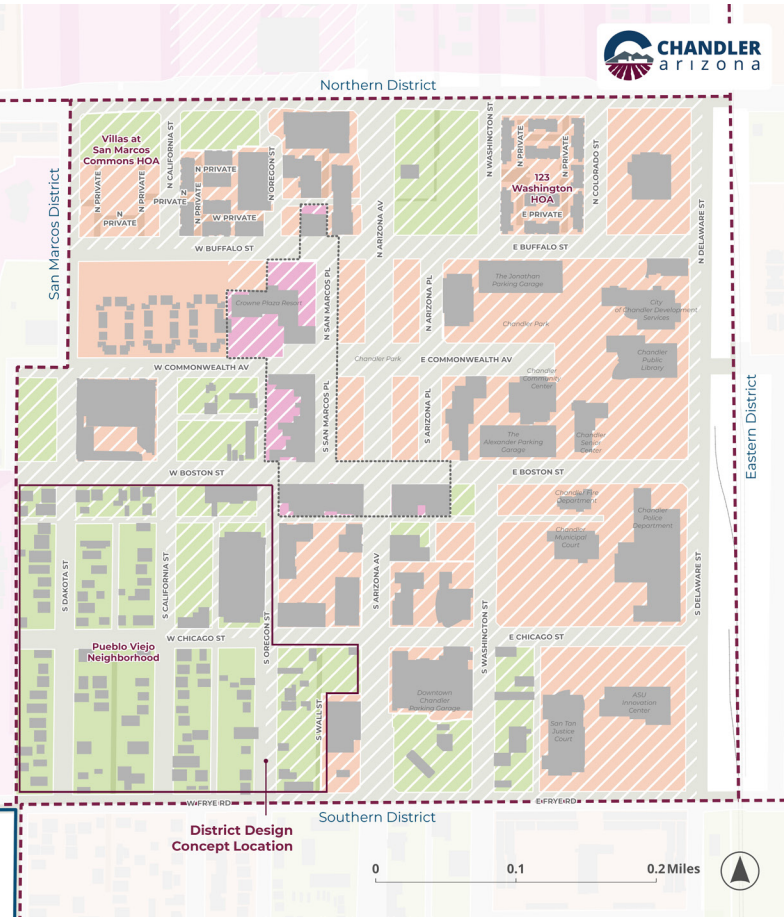 CHANDLER
arizona
Northern District
San Marcos District
Eastern District
Southern District
Villas at
San Marcos
Commons HOA
N PRIVATE
N PRIVATE
N
PRIVATE
N CALIFORNIA ST
N
PRIVATE
N PRIVATE
N PRIVATE
W PRIVATE
N OREGON ST
N ARIZONA AV
N WASHINGTON ST
N PRIVATE
N PRIVATE
123
Washington
HOA
E PRIVATE
N COLORADO ST
N DELAWARE ST
W BUFFALO ST
E BUFFALO ST
Crowne Plaza Resort
N SAN MARCOS PL
N ARIZONA PL
The Jonathan
Parking Garage
Chandler Park
City
of Chandler Development
Services
Chandler
Public
Library
W COMMONWEALTH AV
Chandler Park
E COMMONWEALTH AV
Chandler
Community
Center
S SAN MARCOS PL
S ARIZONA PL
The
Alexander Parking
Garage
Chandler
Senior
Center
W BOSTON ST
E BOSTON ST
Chandler Fire
Department
Chandler
Municipal
Court
Chandler
Police
Department
S DAKOTA ST
S CALIFORNIA ST
S OREGON ST
S ARIZONA AV
S WASHINGTON ST
S DELAWARE ST
W CHICAGO ST
E CHICAGO ST
Pueblo Viejo
Neighborhood
S WALL ST
Downtown
Chandler
Parking Garage
San Tan
Justice
Court
ASU
Innovation
Center
W FRYE RD
E FRYE RD
District Design
Concept Location
0
0.1
0.2 Miles